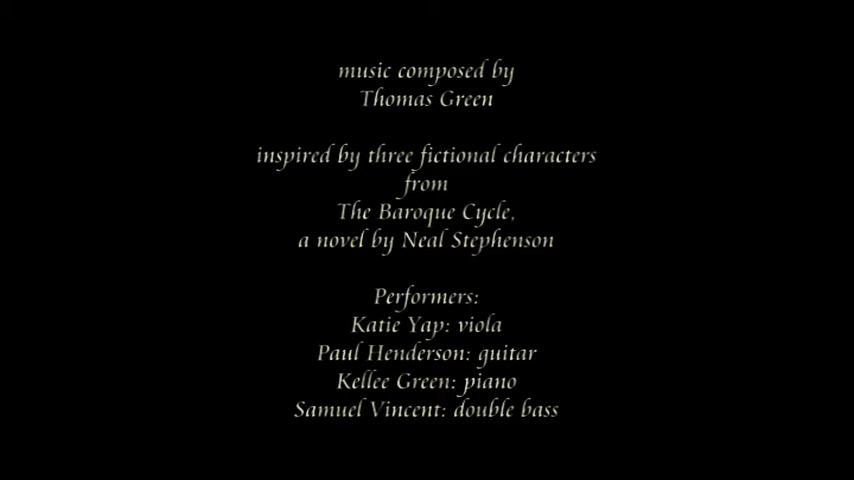 music composed by
Thomas Green
inspired by three fictional characters
from
The Baroque Cycle,
a novel by Neal Stephenson
Performers:
Katie Yap: viola
Paul Henderson: guitar
Kellee Green: piano
Samuel Vincent: double bass